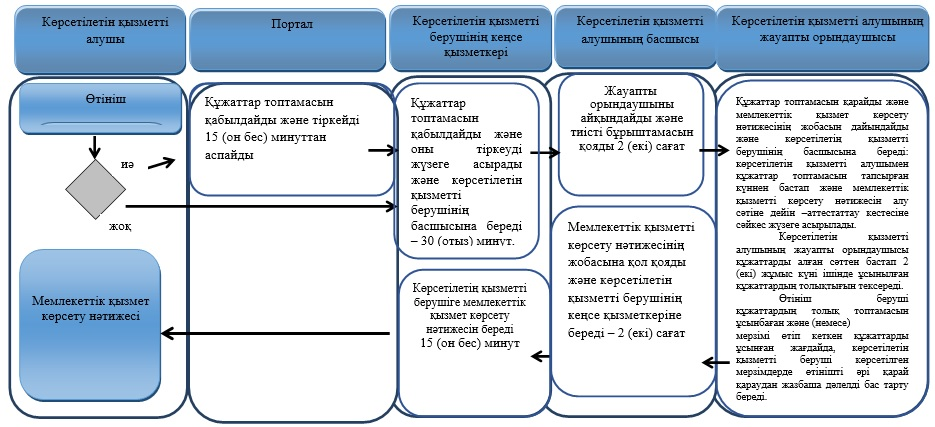 Көрсетілетін қызметті
алушы
Портал
Көрсетілетін қызметті
берушінің кеңсе
қызметкері
Көрсетілетін қызметті
алушының басшысы
Көрсетілетін қызметті алушының
жауапты орындаушысы
Өтініш
иә
жоқ
Мемлекеттік қызмет
көрсету нәтижесі
Құжаттар топтамасын
қабылдайды және тіркейді
15 (он бес) минуттан
аспайды
Құжаттар
топтамасын
қабылдайды және
оны тіркеуді
жүзеге асырады
және көрсетілетін
қызметті
берушінің
басшысына береді
– 30 (отыз) минут.
Көрсетілетің қызметті
берушіге мемлекеттік
қызмет көрсету
нәтижесін береді
15 (он бес) минут
Жауапты
орындаушыны
айқындайды және
тиісті бұрыштамасын
қояды 2 (екі) сағат
Мемлекеттік қызметті
көрсету нәтижесінің
жобасына қол қояды
және көрсетілетін
қызметті берушінің
кеңсе қызметкеріне
береді – 2 (екі) сағат
Құжаттар топтамасын қарайды және
мемлекеттік қызмет көрсету
нәтижесінің жобасын дайындайды
және көрсетілетін қызметті
берушінің басшысына береді:
көрсетілетін қызметті алушымен
құжаттар топтамасын тапсырған
күннен бастап және мемлекеттік
қызметті көрсету нәтижесін алу
сәтіне дейін –аттестаттау кестесіне
сәйкес жүзеге асырылады.
Көрсетілетін қызметті
алушының жауапты орындаушысы
құжаттарды алған сәттен бастап 2
(екі) жұмыс күні ішінде ұсынылған
құжаттардың толықтығын тексереді.
Өтініш беруші
құжаттардың толық топтамасын
ұсынбаған және (немесе)
мерзімі өтіп кеткен құжаттарды
ұсынған жағдайда, көрсетілетін
қызметті беруші көрсетілген
мерзімдерде өтінішті әрі қарай
қараудан жазбаша дәлелді бас тарту
береді.